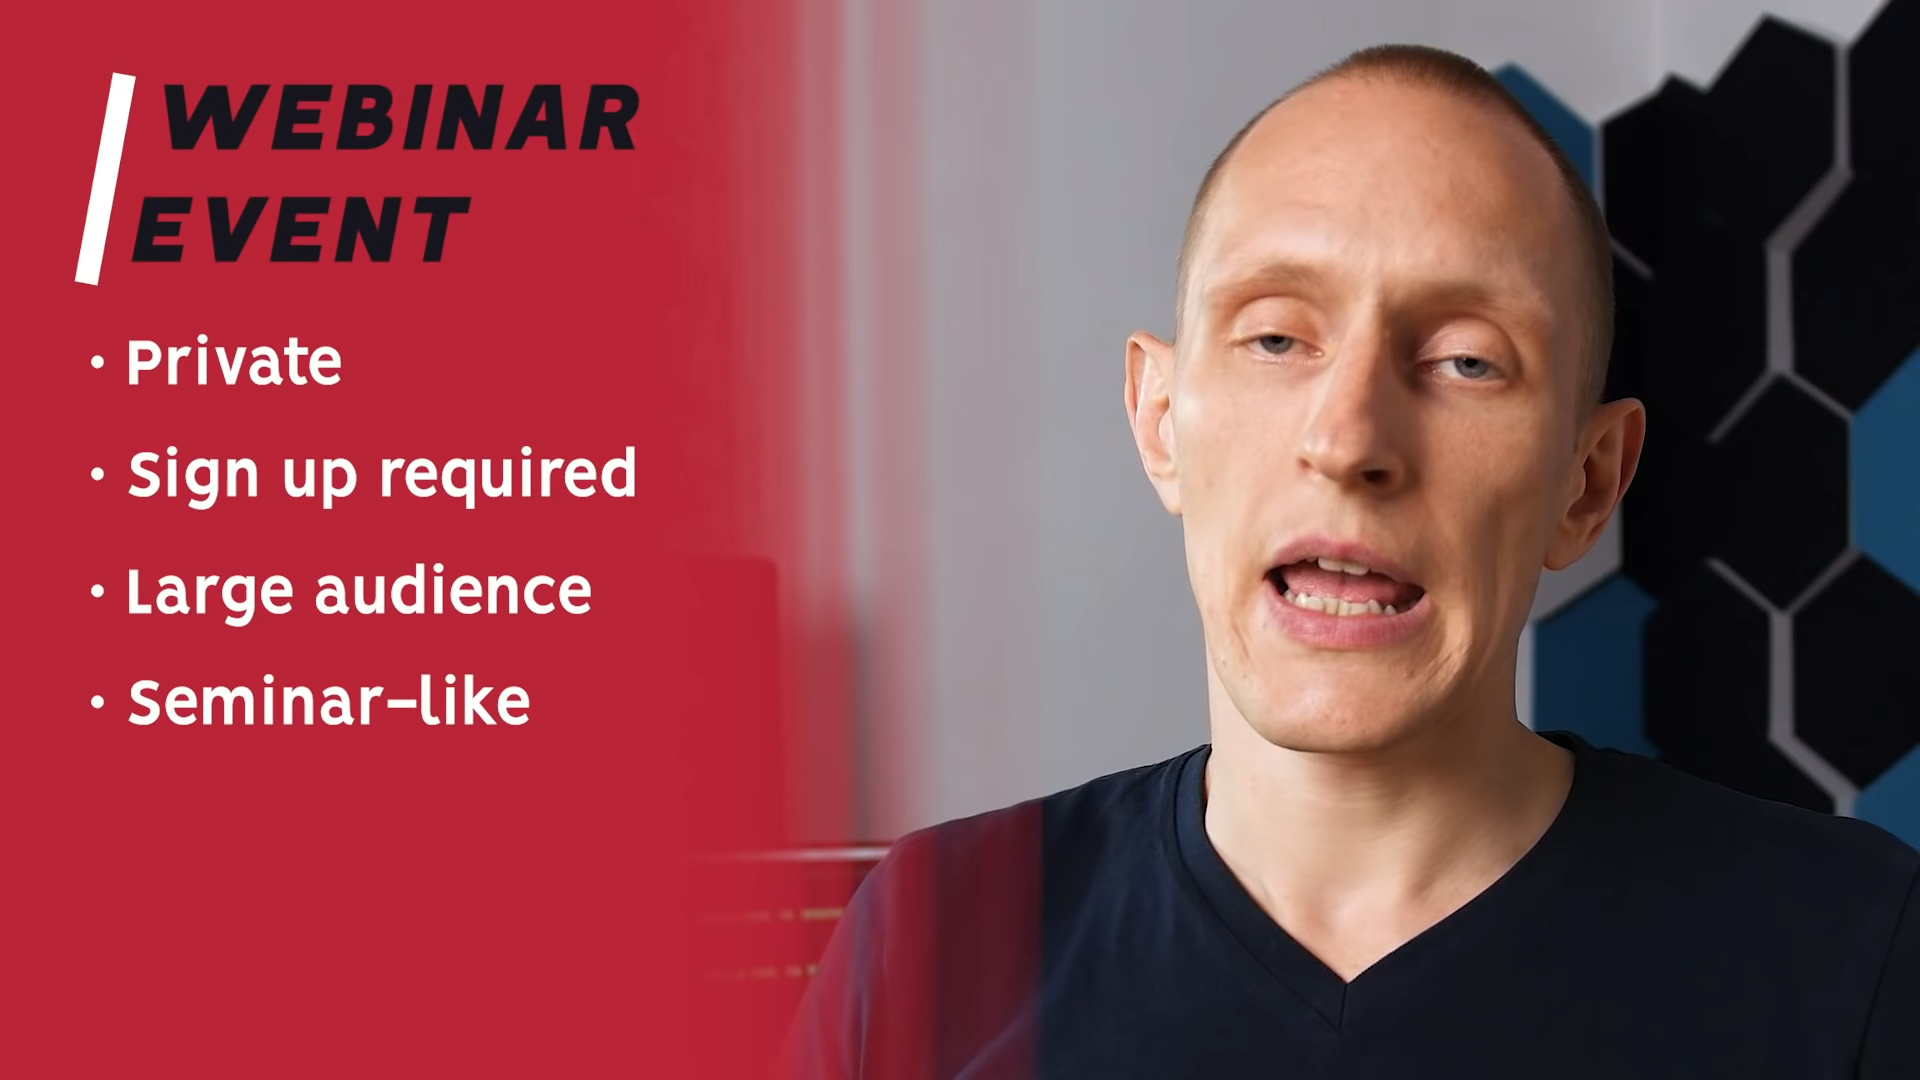 WEBINAR
EVENT
• Private
• Sign up required
• Large audience
• Seminar-like